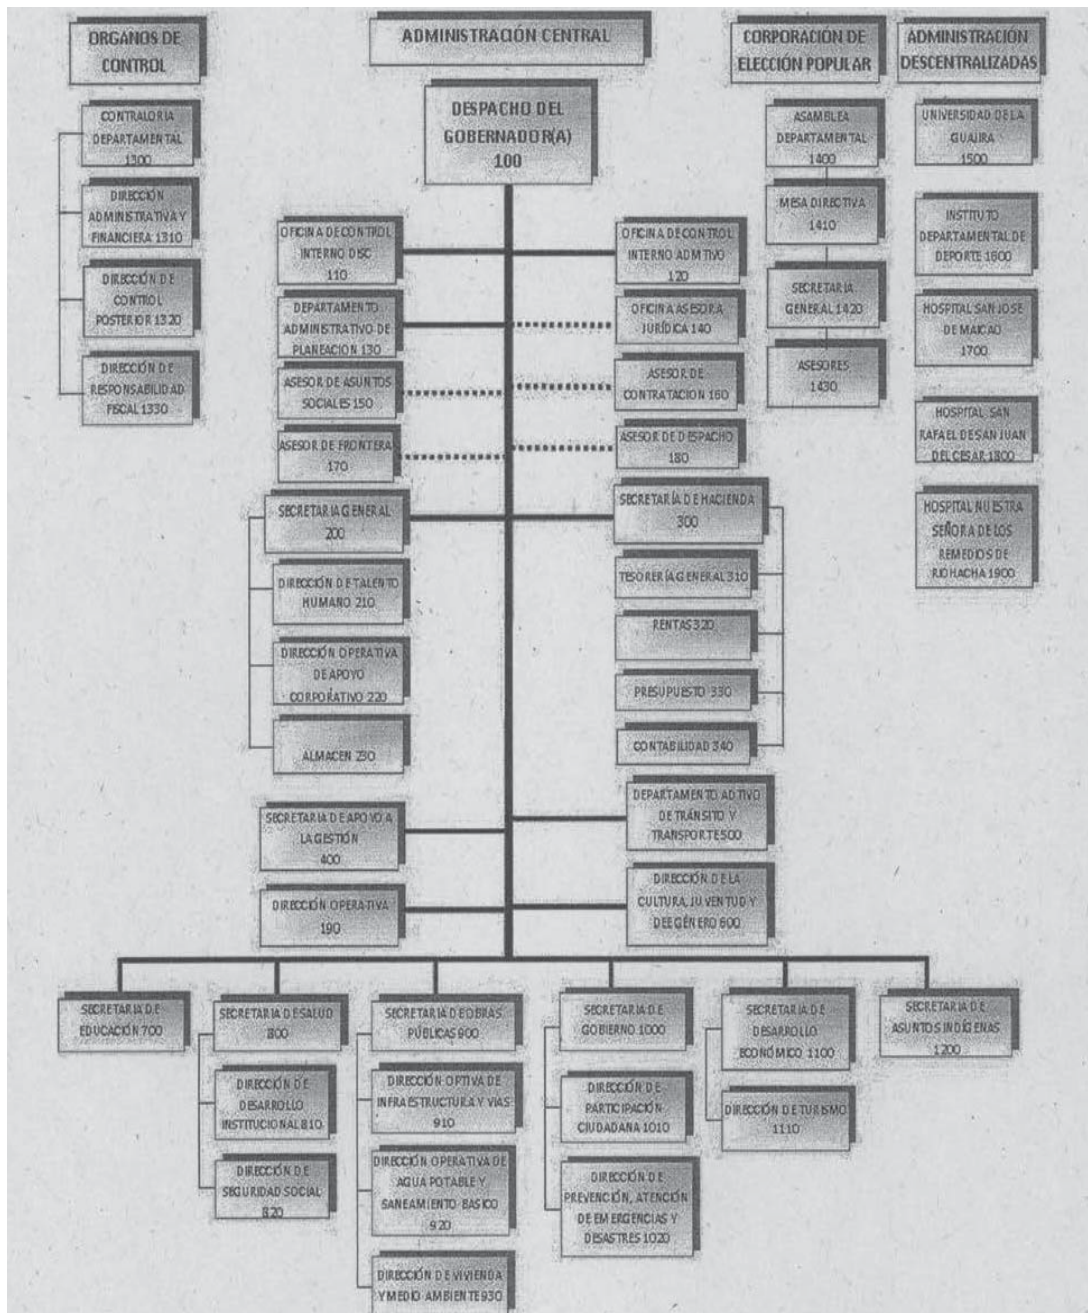 ORGANOS DE
CONTROL
CONTRALORIA
DEPARTAMENTAL
1300
DIRECCIÓN
ADMINISTRATIVA Y
FINANCIERA 1310
DIRECCIÓN DE
CONTROL
POSTERIOR 1320
DIRECCIÓN DE
RESPONSABILIDAD
FISCAL 1330
ADMINISTRACIÓN CENTRAL
DESPACHO DEL
GOBERNADOR(A)
100
OFICINA DE CONTROL
INTERNO DISC
110
OFICINA DE CONTROL
INTERNO ADMTIVO
120
DEPARTAMENTO
ADMINISTRATIVO DE
PLANEACION 130
OFICINA ASESORA
JURÍDICA 140
ASESOR DE ASUNTOS
SOCIALES 150
ASESOR DE
CONTRATACION 160
ASESOR DE FRONTERA
170
ASESOR DE DESPACHO
180
SECRETARIA GENERAL
200
DIRECCIÓN DE TALENTO
HUMANO 210
DIRECCIÓN OPERATIVA
DE APOYO
CORPORATIVO 220
ALMACEN 230
SECRETARÍA DE HACIENDA
300
TESORERÍA GENERAL 310
RENTAS 320
PRESUPUESTO 330
CONTABILIDAD 340
SECRETARIA DE APOYO A
LA GESTIÓN
400
DEPARTAMENTO ADTIVO
DE TRÁNSITO Y
TRANSPORTE 500
DIRECCIÓN OPERATIVA
190
DIRECCIÓN DE LA
CULTURA, JUVENTUD Y
DE GÉNERO 600
CORPORACIÓN DE
ELECCIÓN POPULAR
ASAMBLEA
DEPARTAMENTAL
1400
MESA DIRECTIVA
1410
SECRETARIA
GENERAL 1420
ASESORES
1430
ADMINISTRACIÓN
DESCENTRALIZADAS
UNIVERSIDAD DE LA
GUAJIRA
1500
INSTITUTO
DEPARTAMENTAL DE
DEPORTE 1600
HOSPITAL SAN JOSE
DE MAICAO
1700
HOSPITAL SAN
RAFAEL DE SAN JUAN
DEL CESAR 1800
HOSPITAL NUESTRA
SEÑORA DE LOS
REMEDIOS DE
RIOHACHA 1900
SECRETARIA DE
EDUCACIÓN 700
SECRETARIA DE SALUD
800
DIRECCIÓN DE
DESARROLLO
INSTITUCIONAL 810
DIRECCIÓN DE
SEGURIDAD SOCIAL
820
SECRETARIA DE OBRAS
PÚBLICAS 900
DIRECCIÓN OPTIVA DE
INFRAESTRUCTURA Y VIAS
910
DIRECCIÓN OPERATIVA DE
AGUA POTABLE Y
SANEAMIENTO BASICO
920
DIRECCIÓN DE VIVIENDA
Y MEDIO AMBIENTE 930
SECRETARIA DE
GOBIERNO 1000
DIRECCIÓN DE
PARTICIPACIÓN
CIUDADANA 1010
DIRECCIÓN DE
PREVENCIÓN, ATENCIÓN
DE EMERGENCIAS Y
DESASTRES 1020
SECRETARIA DE
DESARROLLO
ECONÓMICO 1100
DIRECCIÓN DE TURISMO
1110
SECRETARIA DE
ASUNTOS INDÍGENAS
1200